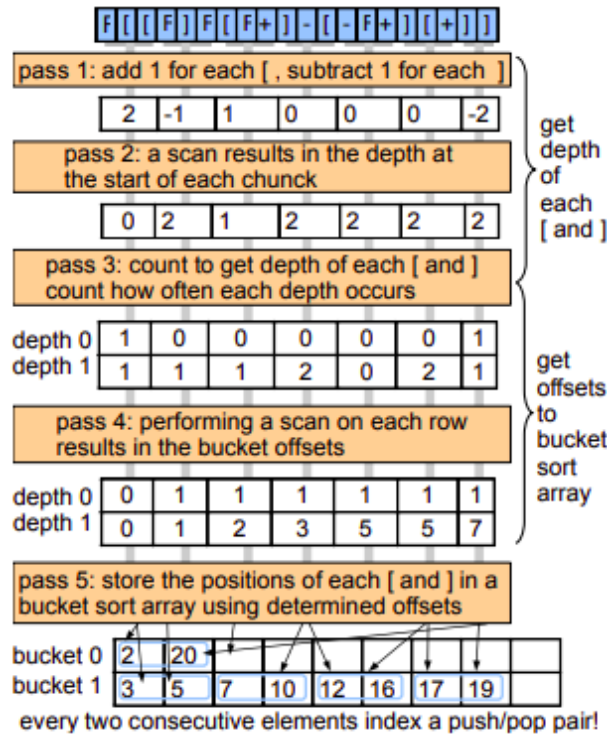 F [ [ F ] F [ F + ] - [ - F + ] [ + ] ]
pass 1: add 1 for each [ , subtract 1 for each ]
2 -1 1 0 0 0 -2
pass 2: a scan results in the depth at
the start of each chunck
0 2 1 2 2 2 2
get
depth
of
each
[ and ]
pass 3: count to get depth of each [ and ]
count how often each depth occurs
depth 0 1 0 0 0 0 0 1
depth 1 1 1 1 2 0 2 1
pass 4: performing a scan on each row
results in the bucket offsets
depth 0 0 1 1 1 1 1 1
depth 1 0 1 2 3 5 5 7
get
offsets
to
bucket
sort
array
pass 5: store the positions of each [ and ] in a
bucket sort array using determined offsets
bucket 0 2 20
bucket 1 3 5 7 10 12 16 17 19
every two consecutive elements index a push/pop pair!